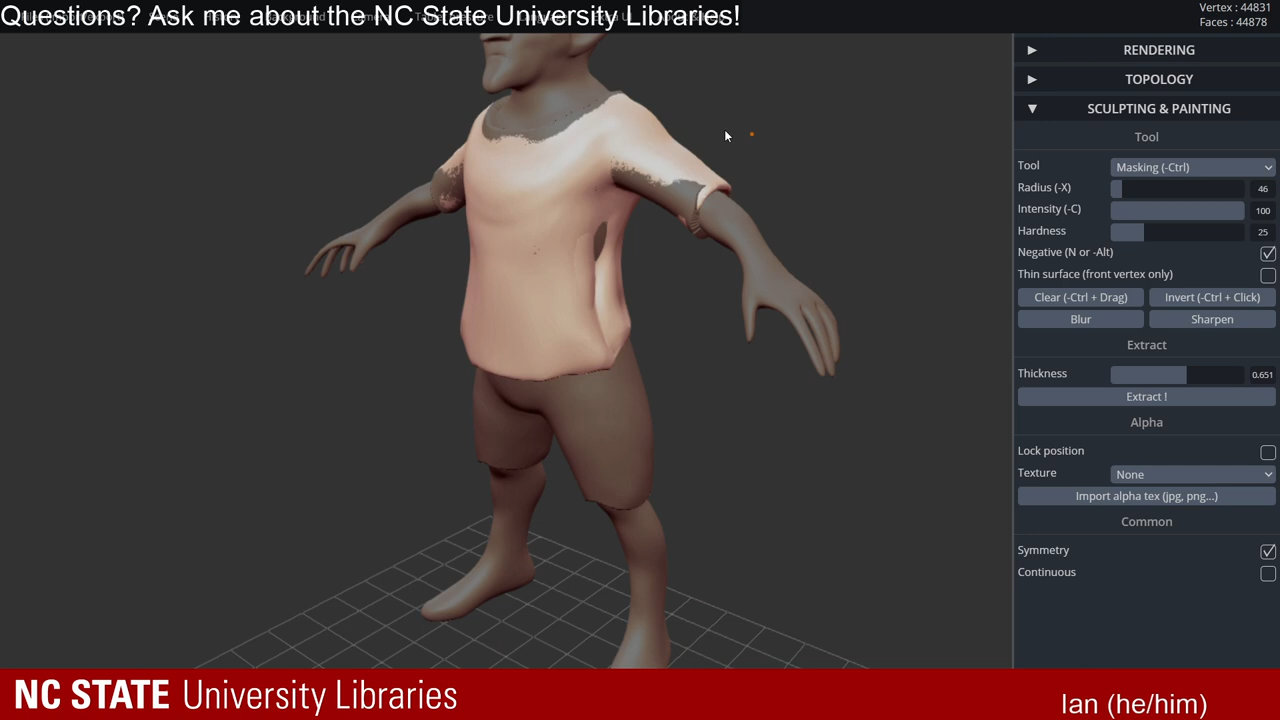 Questions? Ask me about the NC State University Libraries!
Vertex : 44831
Faces : 44878
RENDERING
TOPOLOGY
SCULPTING & PAINTING
Tool
Tool Masking (-Ctrl)
Radius (-X) 46
Intensity (-C) 100
Hardness 25
Negative (N or -Alt)
Thin surface (front vertex only)
Clear (-Ctrl + Drag) Invert (-Ctrl + Click)
Blur Sharpen
Extract
Thickness 0.651
Extract !
Alpha
Lock position
Texture None
Import alpha tex (jpg, png...)
Common
Symmetry
Continuous
NC STATE University Libraries
Ian (he/him)